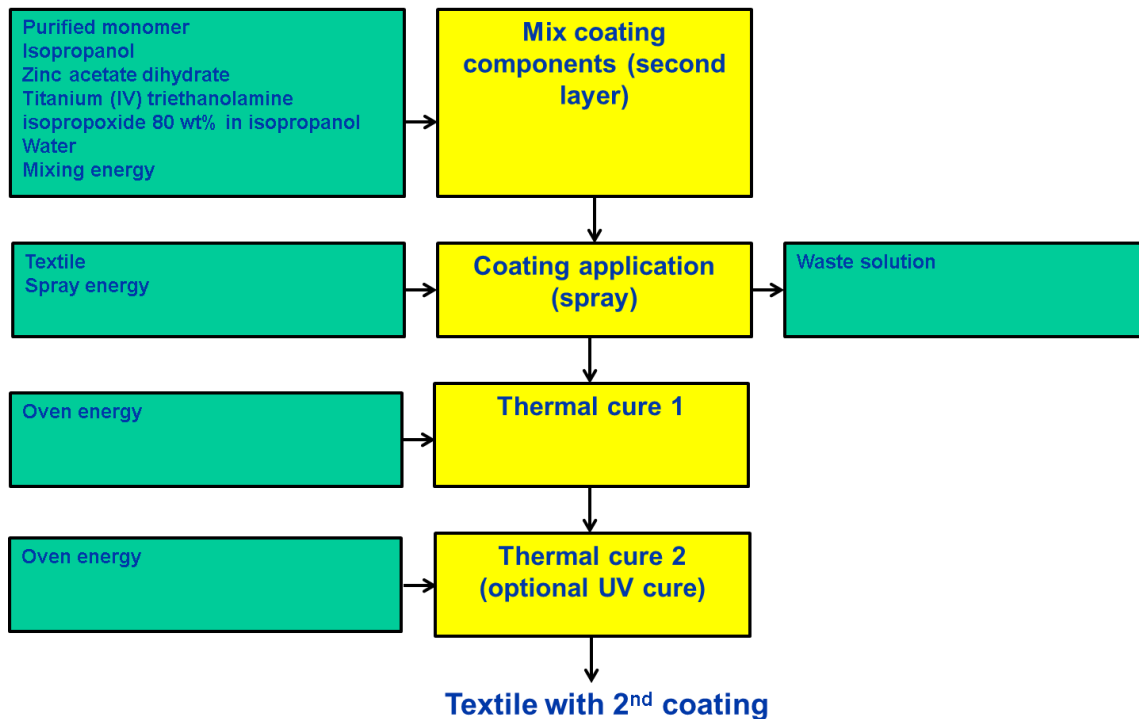 Purified monomer
Isopropanol
Zinc acetate dihydrate
Titanium (IV) triethanolamine
isopropoxide 80 wt% in isopropanol
Water
Mixing energy
Mix coating
components (second
layer)
Textile
Spray energy
Coating application
(spray)
Waste solution
Oven energy
Thermal cure 1
Oven energy
Thermal cure 2
(optional UV cure)
Textile with 2nd coating